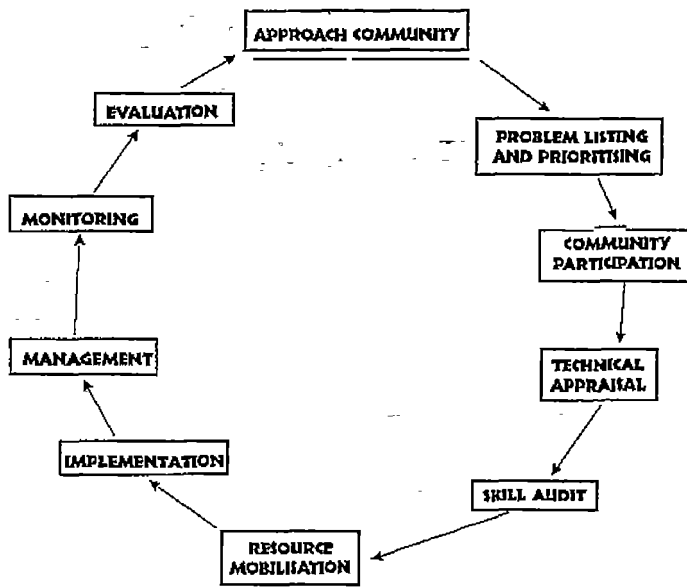 APPROACH COMMUNITY
PROBLEM LISTING
AND PRIORITISING
COMMUNITY
PARTICIPATION
TECHNICAL
APPRAISAL
SKILL AUDIT
RESOURCE
MOBILISATION
IMPLEMENTATION
MANAGEMENT
MONITORING
EVALUATION